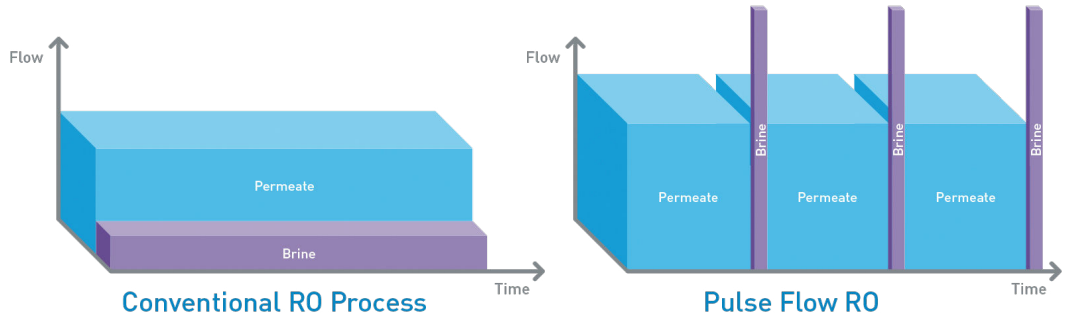 Flow
Permeate
Brine
Time
Conventional RO Process
Flow
Permeate
Brine
Permeate
Brine
Permeate
Brine
Time
Pulse Flow RO